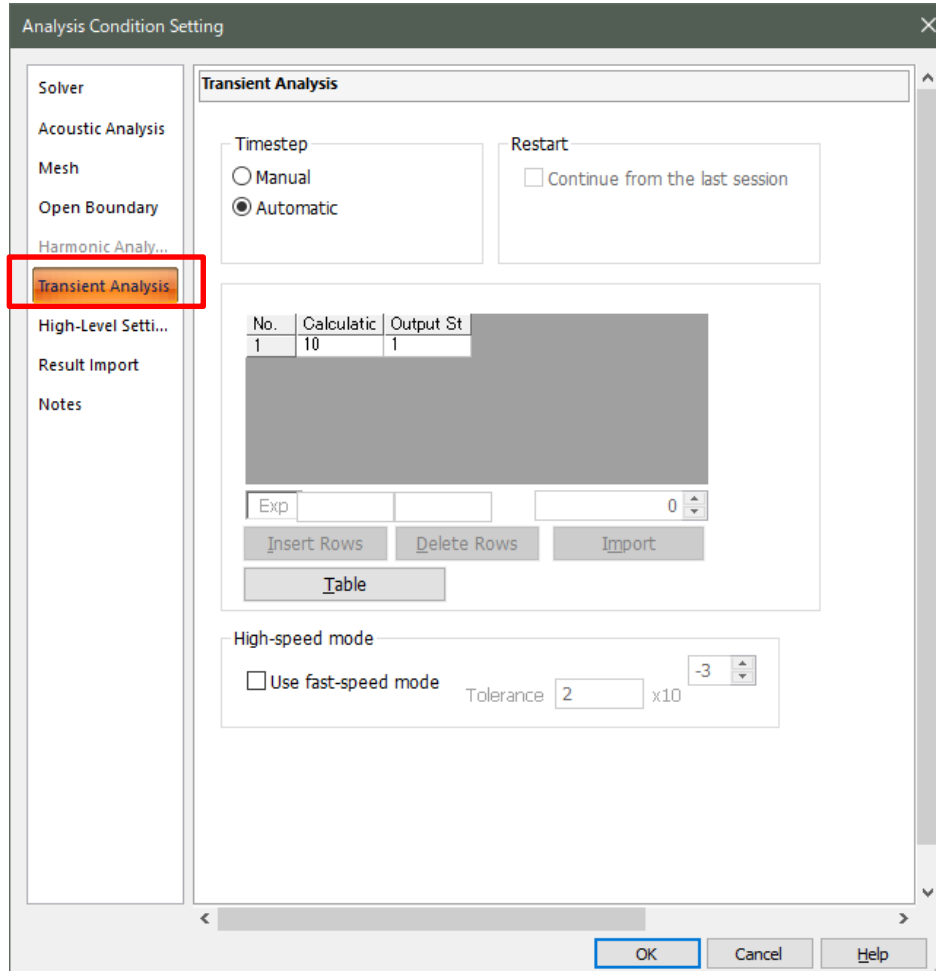 Analysis Condition Setting
Solver
Acoustic Analysis
Mesh
Open Boundary
Harmonic Analy...
Transient Analysis
High-Level Setti...
Result Import
Notes
Transient Analysis
Timestep
Manual
Automatic
Restart
Continue from the last session
No. Calculatic Output St
1 10 1
Exp 0
Insert Rows Delete Rows Import
Table
High-speed mode
Use fast-speed mode Tolerance 2 x10 -3
OK Cancel Help